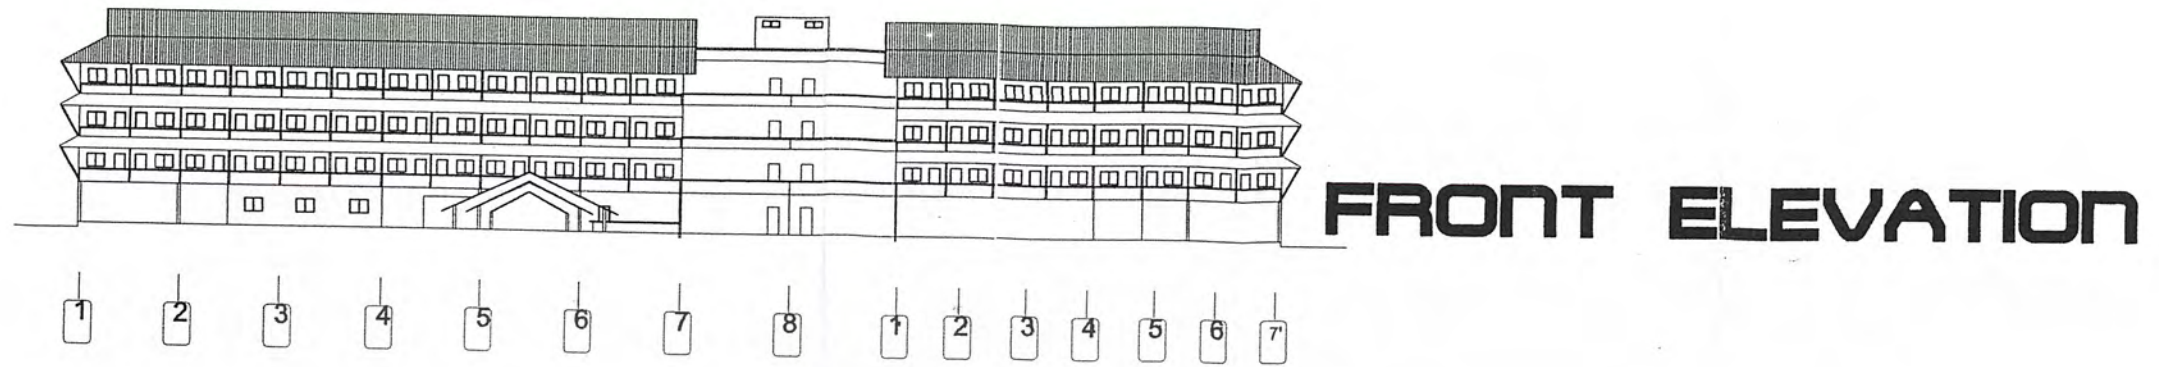 FRONT ELEVATION
1 2 3 4 5 6 7 8 1' 2 3 4 5 6 7'